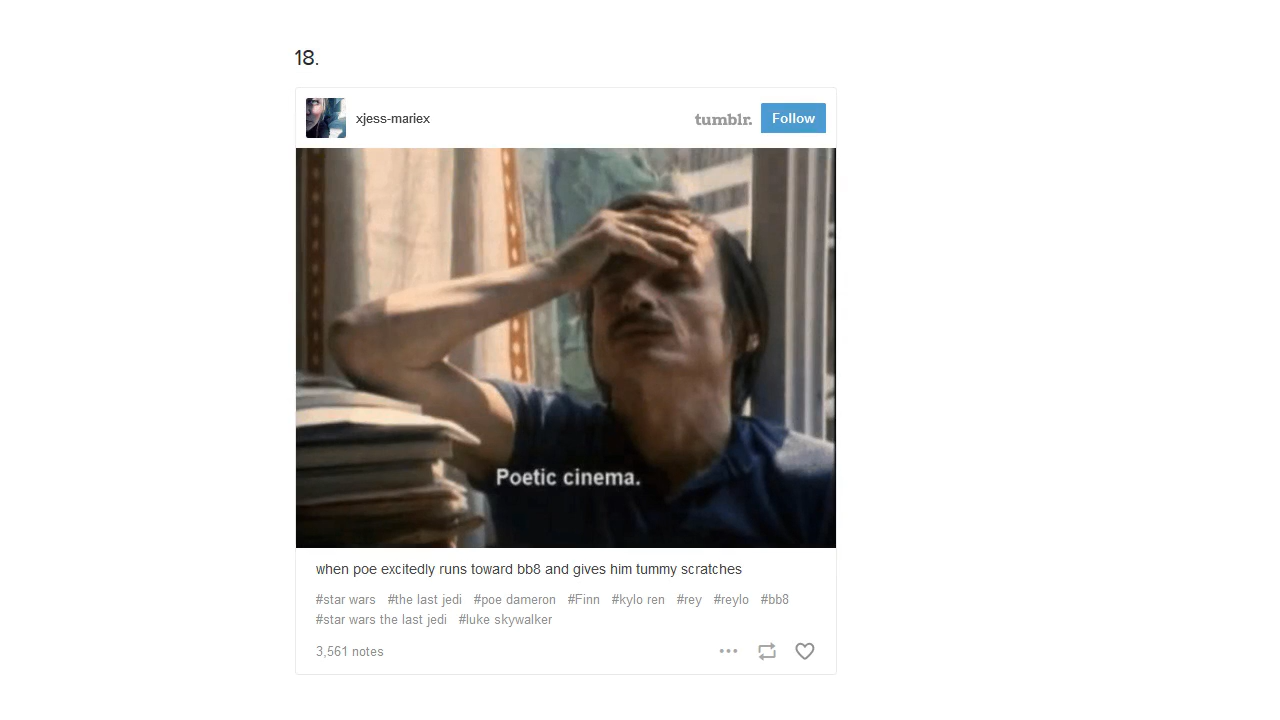 18.
xjess-mariex
tumblr.
Follow
Poetic cinema.
when poe excitedly runs toward bb8 and gives him tummy scratches
#star wars #the last jedi #poe dameron #Finn #kylo ren #rey #reylo #bb8
#star wars the last jedi #luke skywalker
3,561 notes